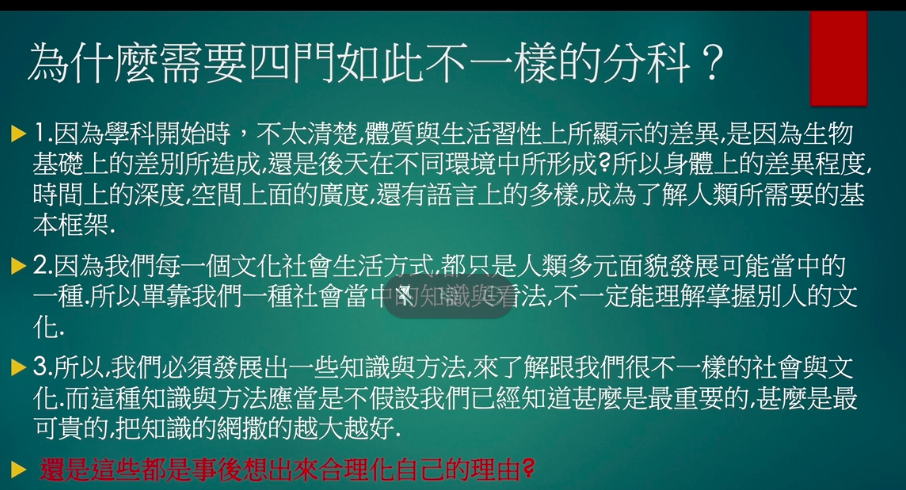 為什麼需要四門如此不一樣的分科？
1.因為學科開始時，不太清楚,體質與生活習性上所顯示的差異,是因為生物
基礎上的差別所造成,還是後天在不同環境中所形成?所以身體上的差異程度,
時間上的深度,空間上面的廣度,還有語言上的多樣,成為了解人類所需要的基
本框架.
2.因為我們每一個文化社會生活方式,都只是人類多元面貌發展可能當中的
一種.所以單靠我們一種社會當中的知識與看法,不一定能理解掌握別人的文
化.
3.所以,我們必須發展出一些知識與方法,來了解跟我們很不一樣的社會與文
化.而這種知識與方法應當是不假設我們已經知道甚麼是最重要的,甚麼是最
可貴的,把知識的網撒的越大越好.
還是這些都是事後想出來合理化自己的理由?